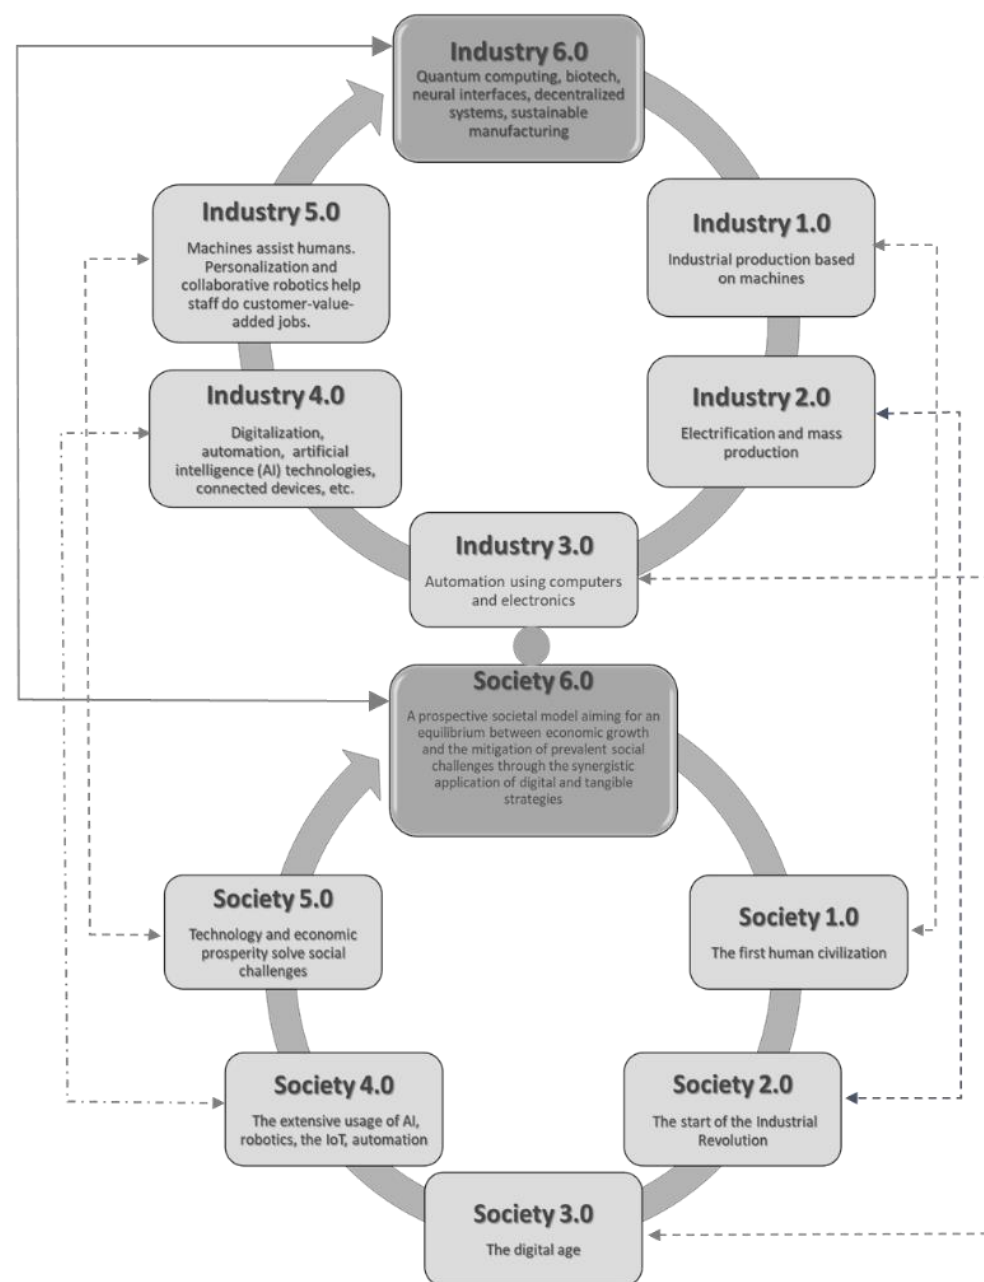 Industry 6.0
Quantum computing, biotech,
neural interfaces, decentralized
systems, sustainable
manufacturing
Industry 5.0
Machines assist humans.
Personalization and
collaborative robotics help
staff do customer-value-
added jobs.
Industry 1.0
Industrial production based
on machines
Industry 4.0
Digitalization,
automation, artificial
intelligence (AI) technologies,
connected devices, etc.
Industry 2.0
Electrification and mass
production
Industry 3.0
Automation using computers
and electronics
Society 6.0
A prospective societal model aiming for an
equilibrium between economic growth
and the mitigation of prevalent social
challenges through the synergistic
application of digital and tangible
strategies
Society 5.0
Technology and economic
prosperity solve social
challenges
Society 1.0
The first human civilization
Society 4.0
The extensive usage of AI,
robotics, the IoT, automation
Society 2.0
The start of the Industrial
Revolution
Society 3.0
The digital age